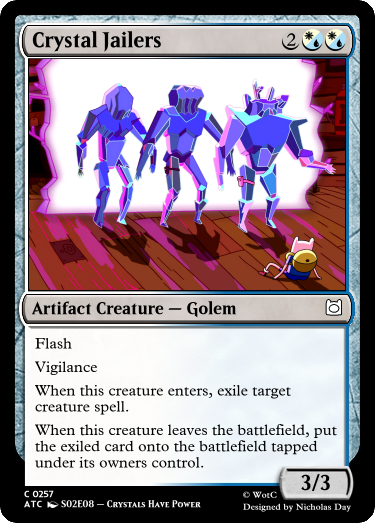 Crystal Jailers 2
Artifact Creature — Golem
Flash
Vigilance
When this creature enters, exile target
creature spell.
When this creature leaves the battlefield, put
the exiled card onto the battlefield tapped
under its owners control.
3/3
C 0257
ATC S02E08 — Crystals Have Power
© WotC
Designed by Nicholas Day